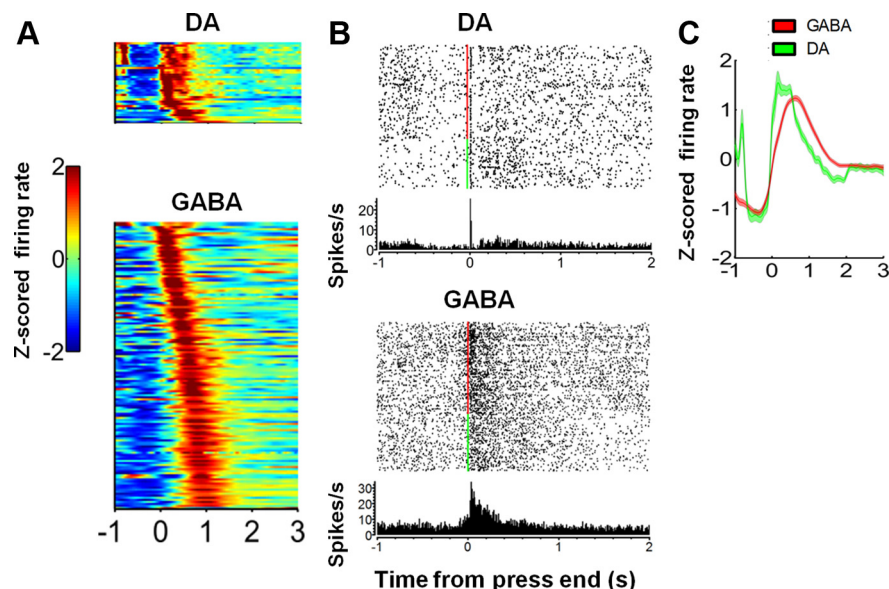 A
DA
Z-scored firing rate
2
0
-2
GABA
-1 0 1 2 3
B
DA
Spikes/s
20
10
0
-1 0 1 2
GABA
Spikes/s
30
20
10
0
-1 0 1 2
Time from press end (s)
C
GABA
DA
Z-scored firing rate
2
1
0
-1
-2
-1 0 1 2 3